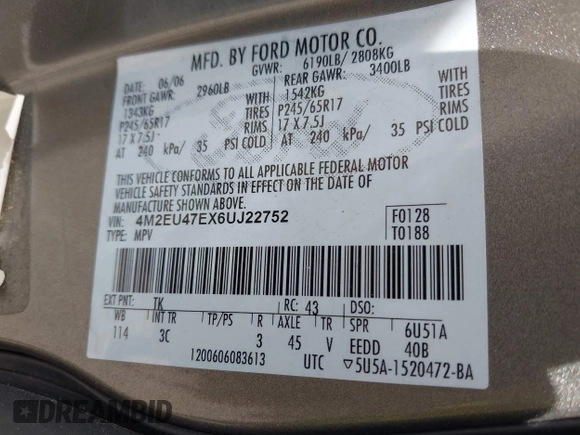 MFD. BY FORD MOTOR CO.
DATE: 06/06 GVWR: 6190LB/ 2808KG
FRONT GAWR: 2960LB REAR GAWR: 3400LB
1343KG WITH 1542KG WITH
P245/65R17 TIRES P245/65R17 TIRES
17 X 7.5J RIMS 17 X 7.5J RIMS
AT 240 kPa/ 35 PSI COLD AT 240 kPa/ 35 PSI COLD
Ford
THIS VEHICLE CONFORMS TO ALL APPLICABLE FEDERAL MOTOR
VEHICLE SAFETY STANDARDS IN EFFECT ON THE DATE OF
MANUFACTURE SHOWN ABOVE.
VIN: 4M2EU47EX6UJ22752 F0128
TYPE: MPV T0188
EXT PNT: TK RC: 43 DSO:
WB INT TR TP/PS R AXLE TR SPR 6U51A
114 3C 3 45 V EEDD 40B
1200606083613 UTC ▽5U5A-1520472-BA
DREAMBID